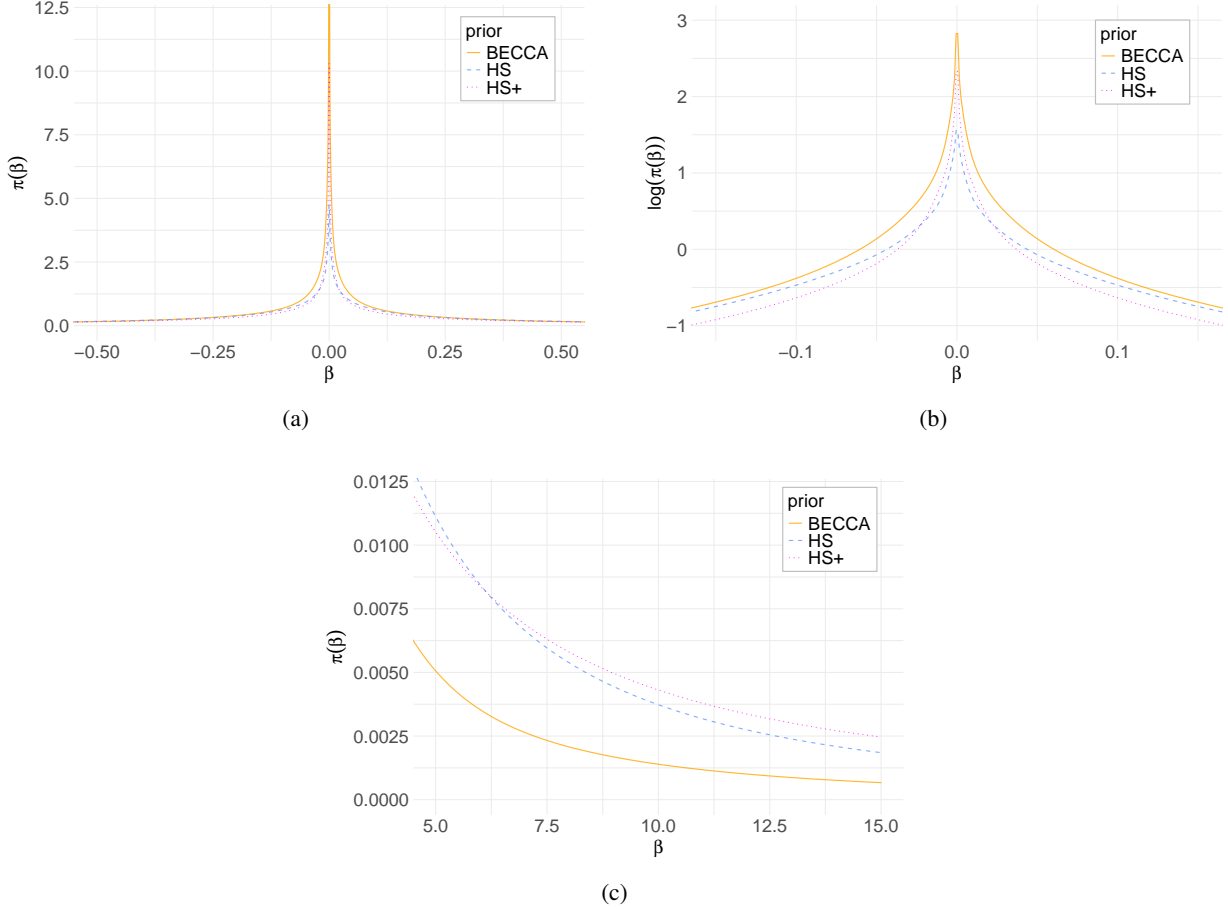 12.5
10.0
7.5
5.0
2.5
0.0
π(β)
−0.50
−0.25
0.00
0.25
0.50
β
prior
BECCA
HS
HS+
(a)
3
2
1
0
−1
log(π(β))
−0.1
0.0
0.1
β
prior
BECCA
HS
HS+
(b)
0.0125
0.0100
0.0075
0.0050
0.0025
0.0000
π(β)
5.0
7.5
10.0
12.5
15.0
β
prior
BECCA
HS
HS+
(c)